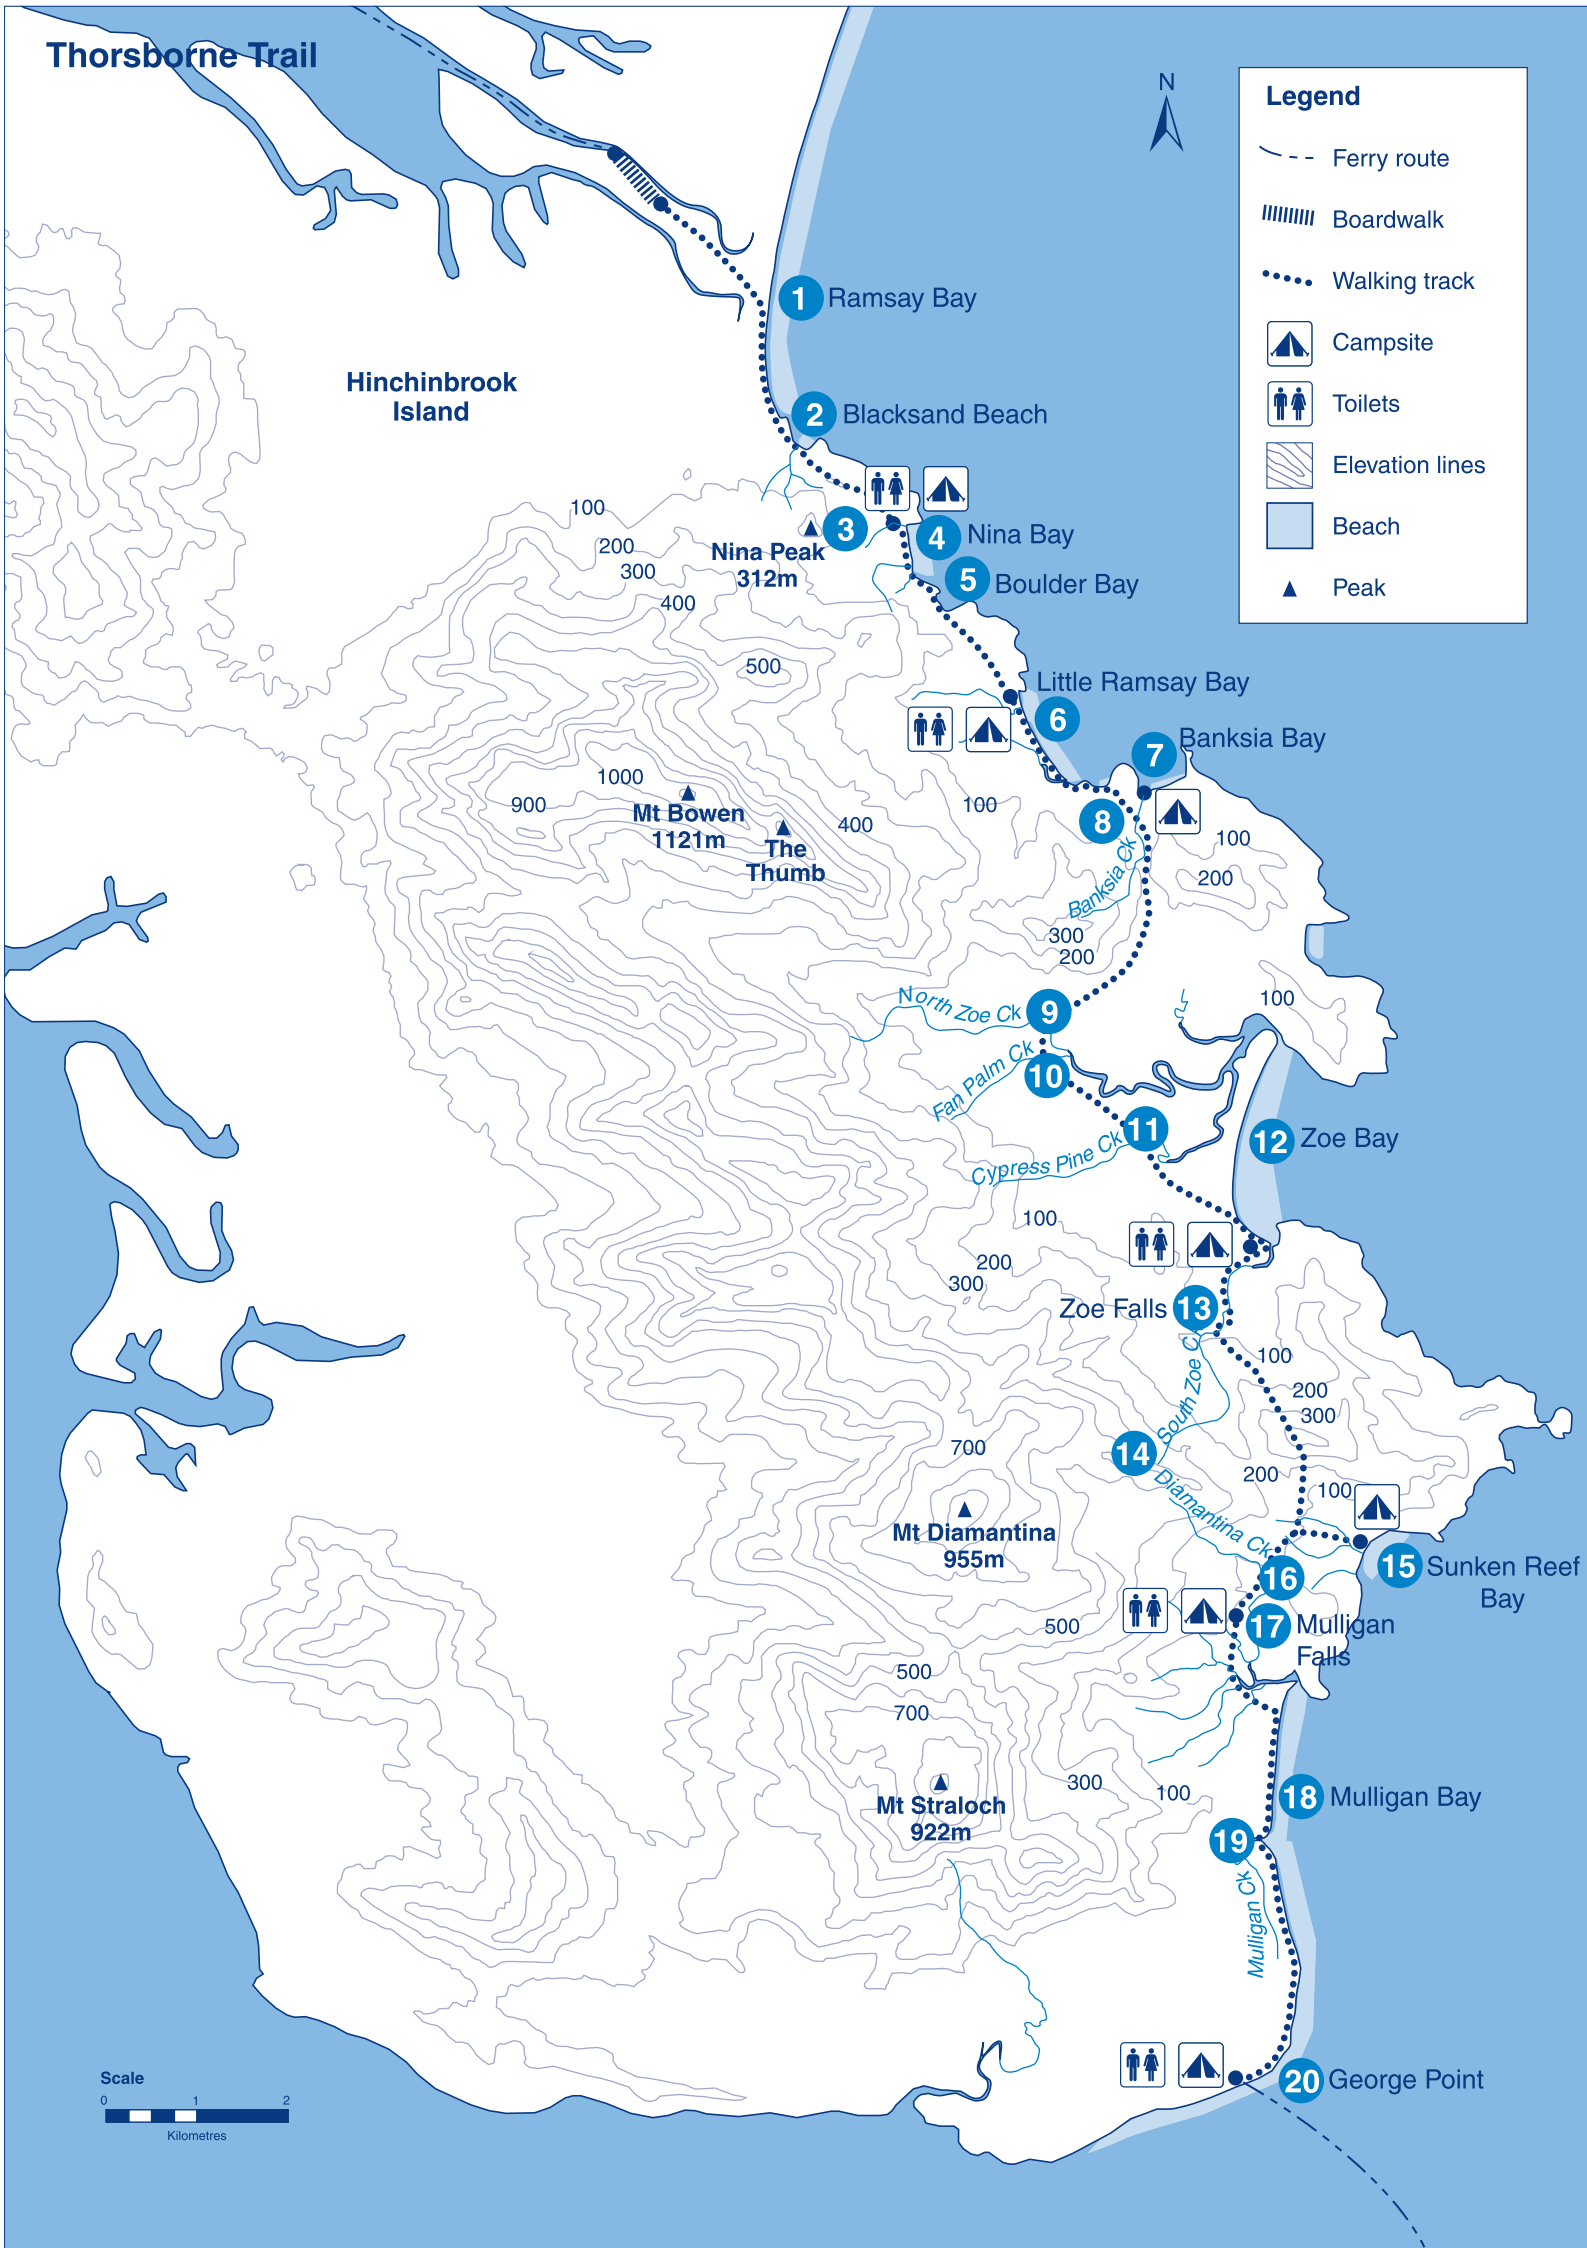 Thorsborne Trail
N
Legend
Ferry route
Boardwalk
Walking track
Campsite
Toilets
Elevation lines
Beach
Peak
1 Ramsay Bay
Hinchinbrook
Island
2 Blacksand Beach
100
200
300
400
500
3
Nina Peak
312m
4 Nina Bay
5 Boulder Bay
Little Ramsay Bay
6
7 Banksia Bay
8
1000
900
Mt Bowen
1121m
The
Thumb
400
100
100
200
Banksia Ck
300
200
100
North Zoe Ck
9
Fan Palm Ck
10
11
Cypress Pine Ck
12 Zoe Bay
100
200
300
Zoe Falls 13
100
200
300
South Zoe C
14
700
200
100
Diamantina Ck
Mt Diamantina
955m
15 Sunken Reef
Bay
16
17 Mulligan
Falls
500
500
700
300
100
Mt Straloch
922m
18 Mulligan Bay
19
Mulligan Ck
20 George Point
Scale
0 1 2
Kilometres